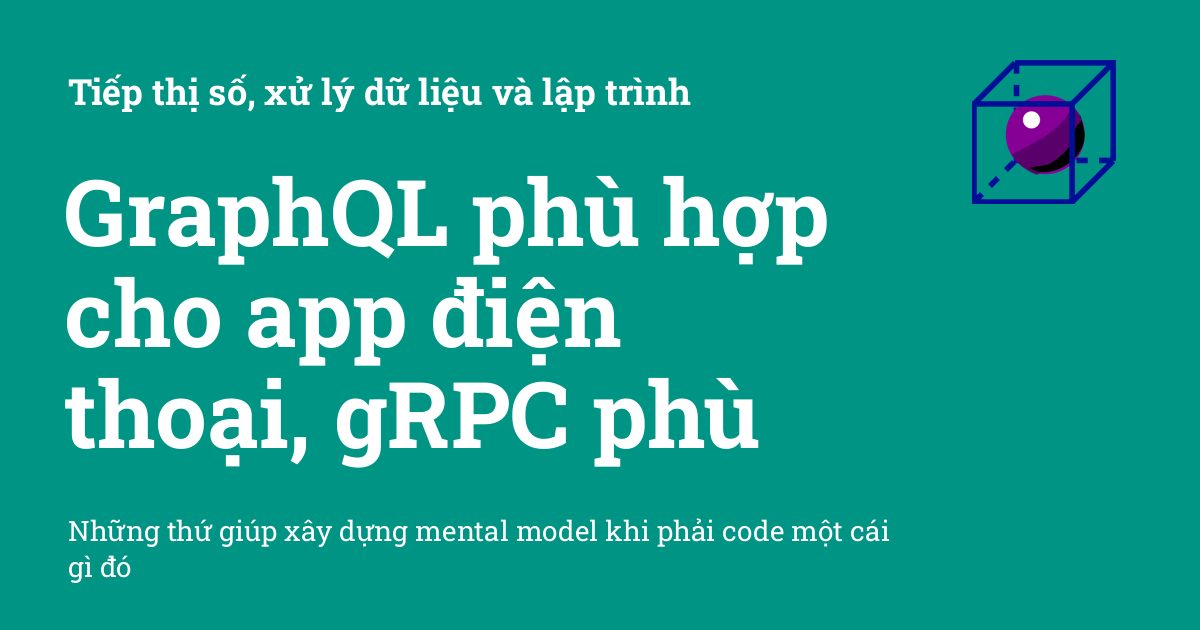 Tiếp thị số, xử lý dữ liệu và lập trình
GraphQL phù hợp
cho app điện
thoại, gRPC phù
Những thứ giúp xây dựng mental model khi phải code một cái
gì đó